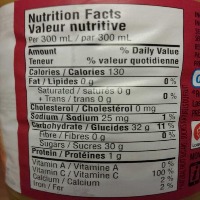 Nutrition Facts
Valeur nutritive
Per 300 mL / par 300 mL
Amount % Daily Value
Teneur % valeur quotidienne
Calories / Calories 130
Fat / Lipides 0 g 0 %
Saturated / saturés 0 g
+ Trans / trans 0 g 0 %
Cholesterol / Cholestérol 0 mg
Sodium / Sodium 25 mg 1 %
Carbohydrate / Glucides 32 g 11 %
Fibre / Fibres 0 g 0 %
Sugars / Sucres 30 g
Protein / Protéines 1 g
Vitamin A / Vitamine A 0 %
Vitamin C / Vitamine C 100 %
Calcium / Calcium 2 %
Iron / Fer 2 %